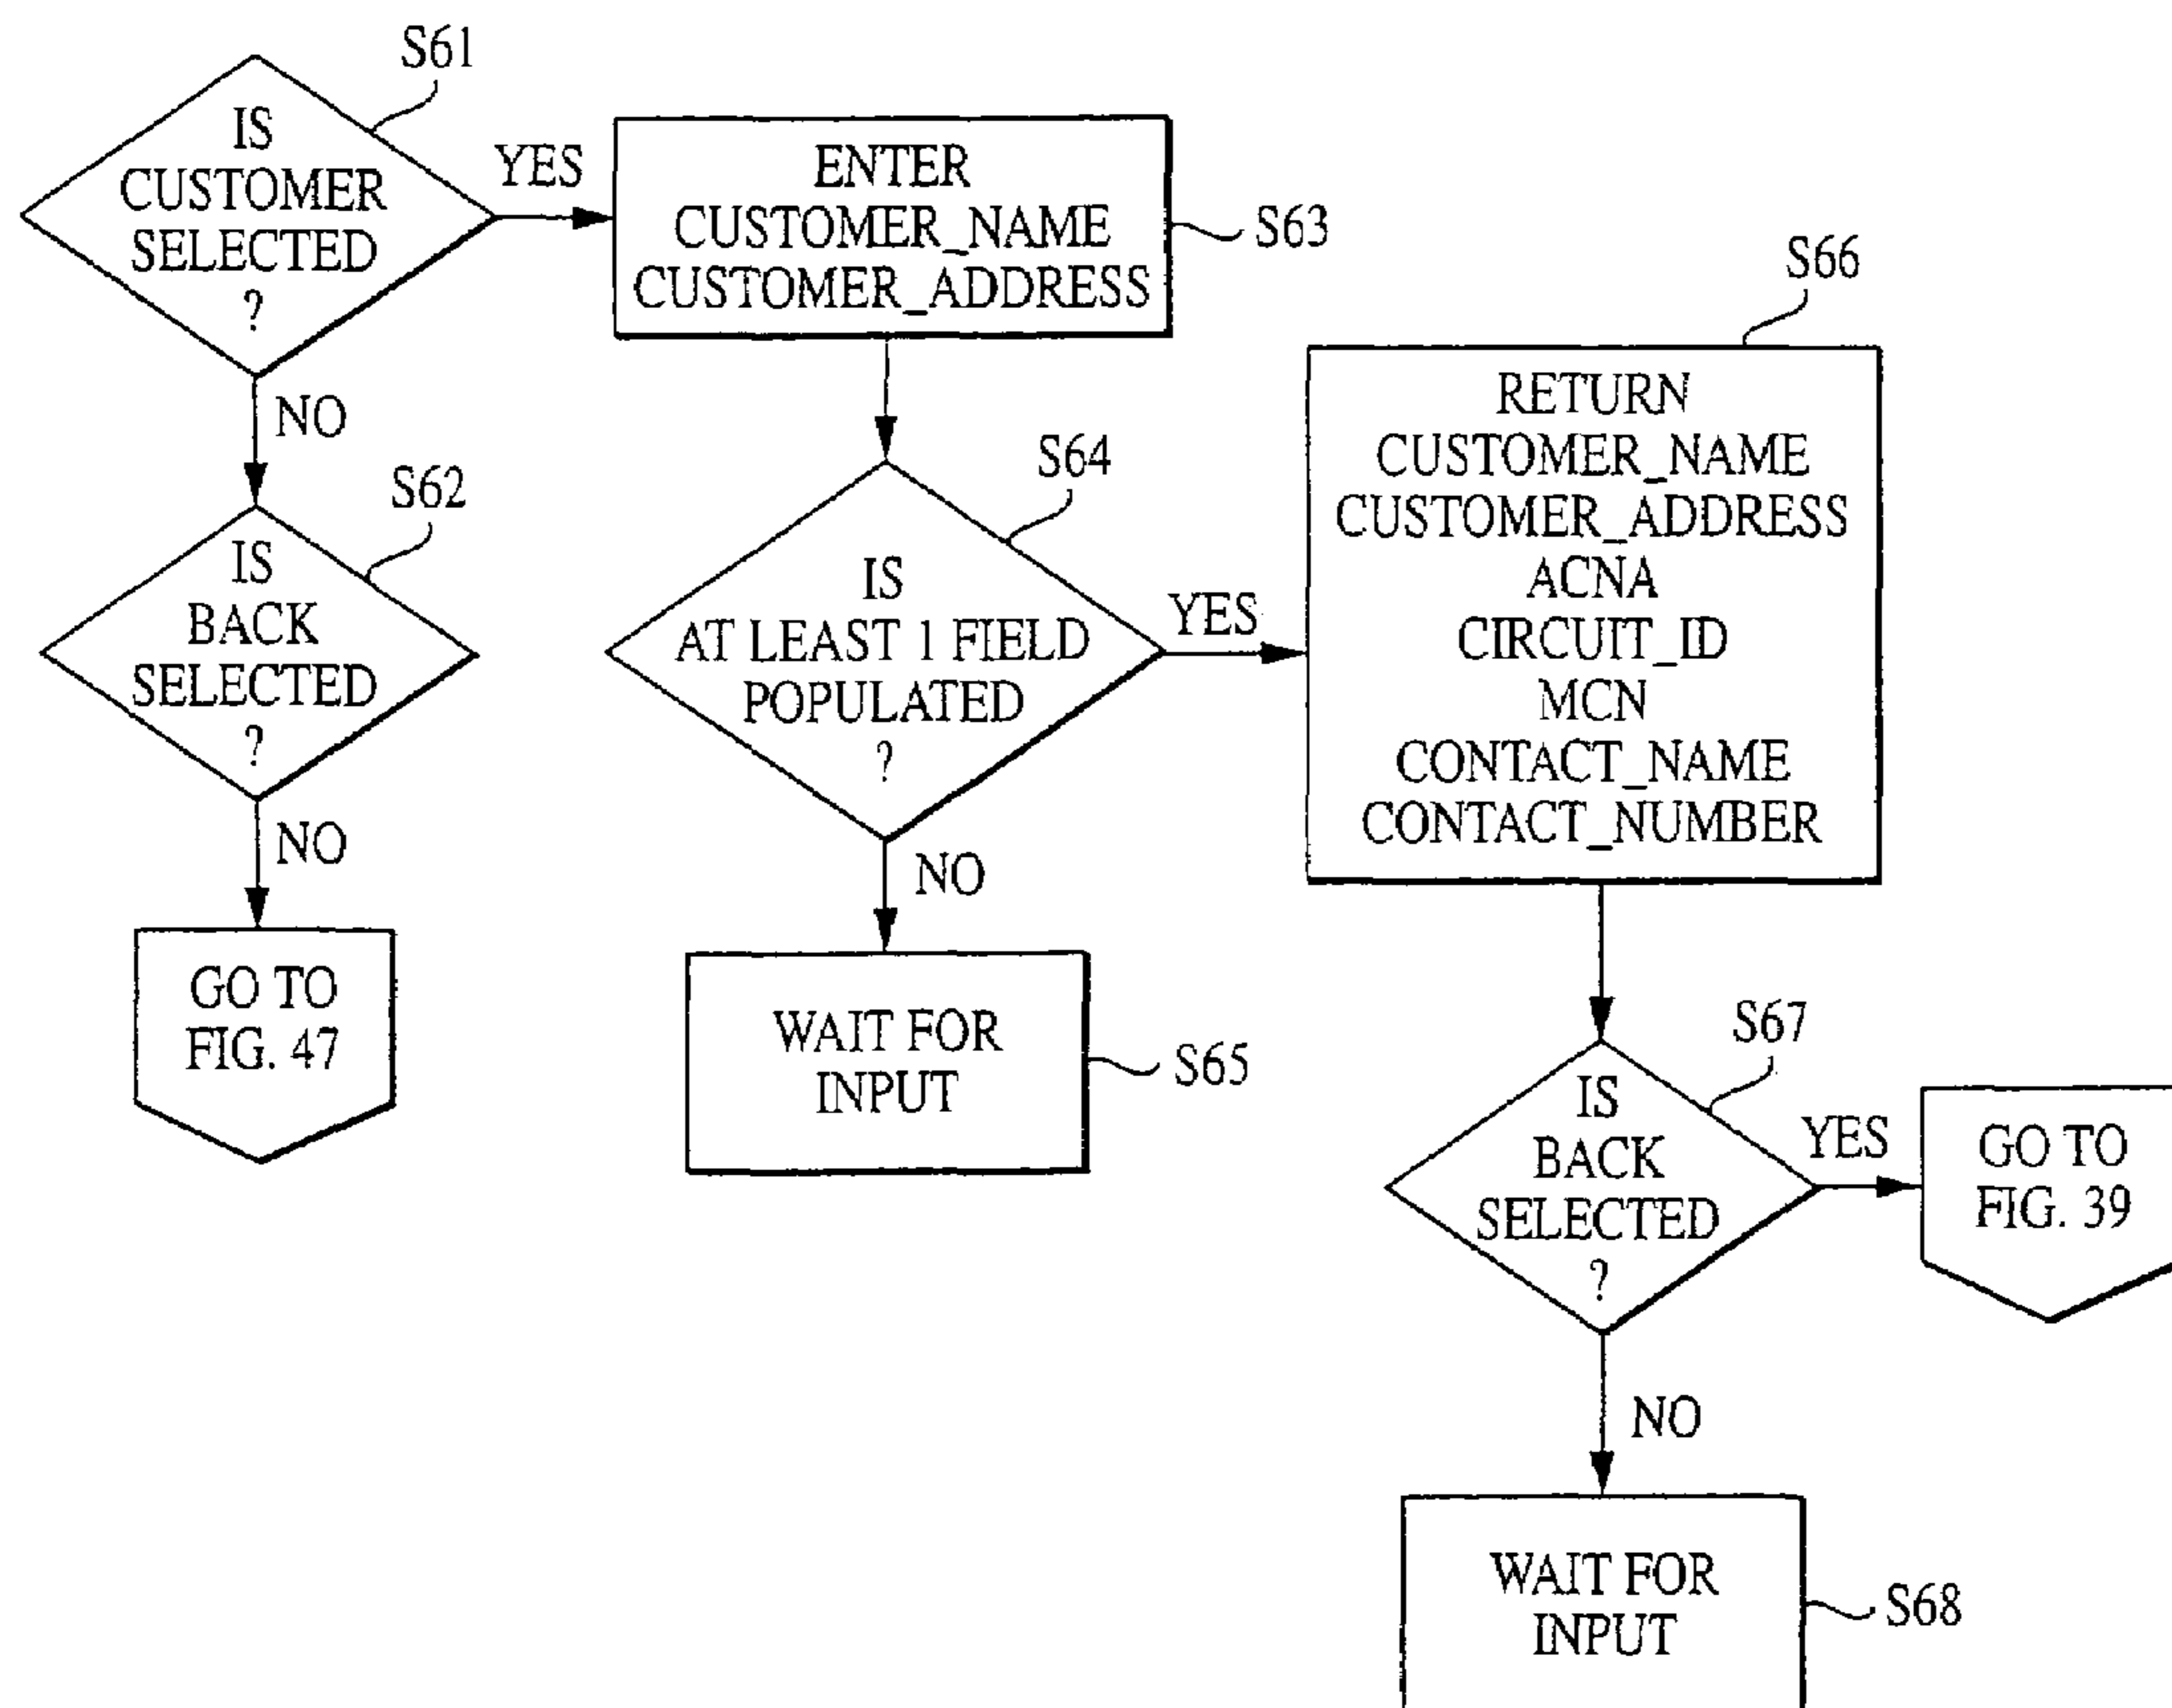 S61
IS
CUSTOMER
SELECTED
?
YES
ENTER
CUSTOMER_NAME
CUSTOMER_ADDRESS
S63
NO
S62
IS
BACK
SELECTED
?
NO
GO TO
FIG. 47
S64
IS
AT LEAST 1 FIELD
POPULATED
?
YES
NO
WAIT FOR
INPUT
S65
S66
RETURN
CUSTOMER_NAME
CUSTOMER_ADDRESS
ACNA
CIRCUIT_ID
MCN
CONTACT_NAME
CONTACT_NUMBER
S67
IS
BACK
SELECTED
?
YES
GO TO
FIG. 39
NO
WAIT FOR
INPUT
S68